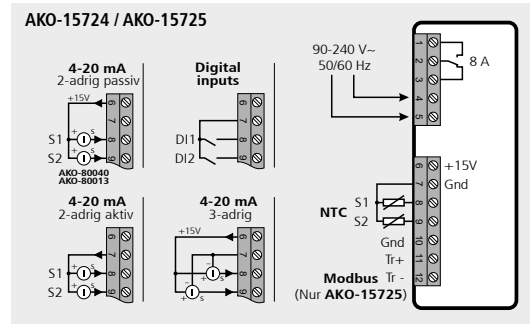 AKO-15724 / AKO-15725
4-20 mA
2-adrig passiv
+15V
6
7
8
9
S1
+
s
S2
+
s
AKO-80040
AKO-80013
Digital
inputs
6
7
8
9
DI1
DI2
4-20 mA
2-adrig aktiv
6
7
8
9
S1
+
s
S2
+
s
4-20 mA
3-adrig
+15V
6
7
8
9
–
+
s
–
+
s
90-240 V~
50/60 Hz
1
2
3
4
5
8 A
6
7
8
9
10
11
12
+15V
Gnd
NTC
S1
S2
Gnd
Tr+
Modbus Tr -
(Nur AKO-15725)